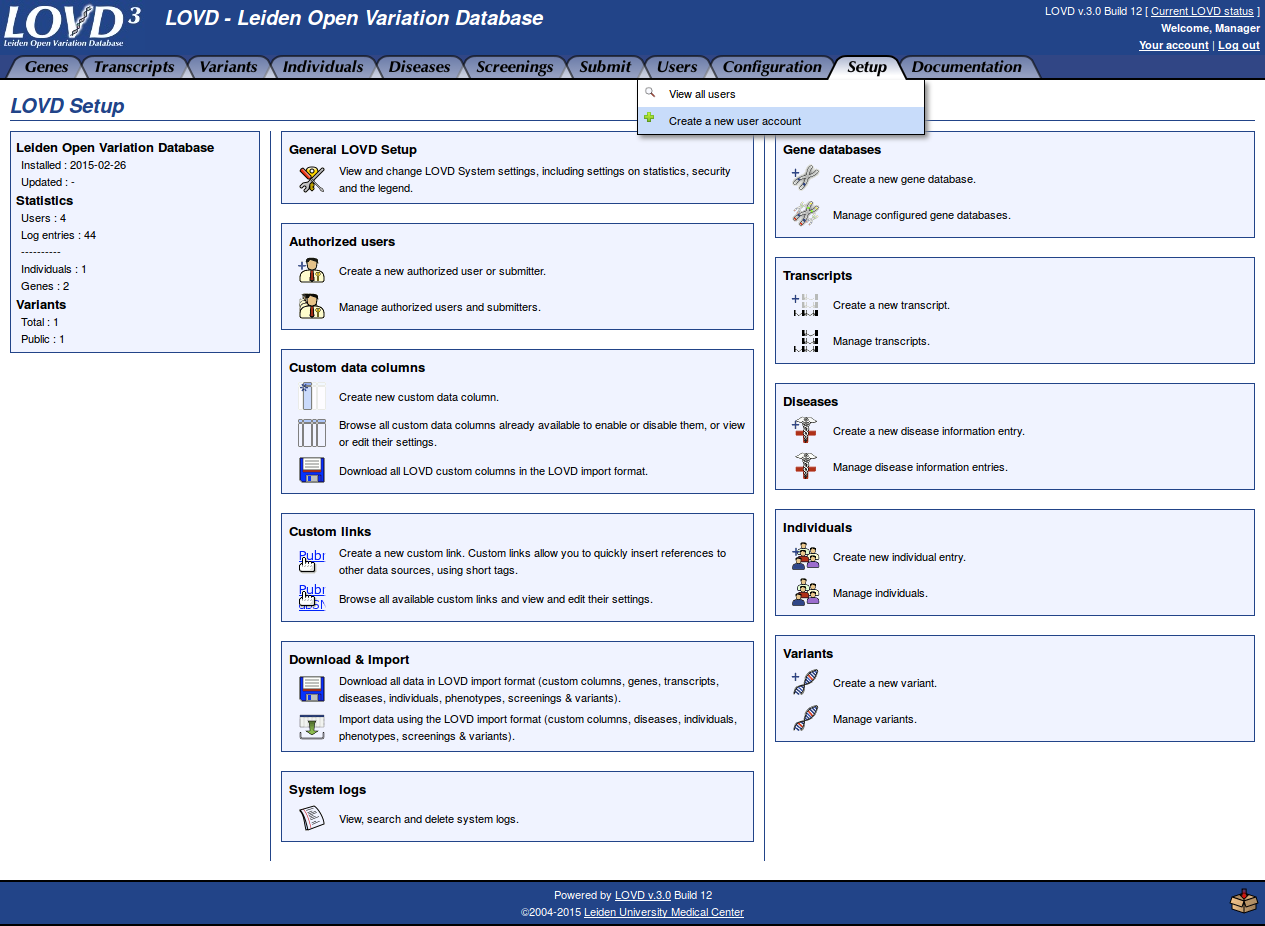 LOVD 3
Leiden Open Variation Database
LOVD - Leiden Open Variation Database
LOVD v.3.0 Build 12 [ Current LOVD status ]
Welcome, Manager
Your account | Log out
Genes Transcripts Variants Individuals Diseases Screenings Submit Users Configuration Setup Documentation
View all users
Create a new user account
LOVD Setup
Leiden Open Variation Database
Installed : 2015-02-26
Updated : -
Statistics
Users : 4
Log entries : 44
----------
Individuals : 1
Genes : 2
Variants
Total : 1
Public : 1
General LOVD Setup
View and change LOVD System settings, including settings on statistics, security
and the legend.
Authorized users
Create a new authorized user or submitter.
Manage authorized users and submitters.
Custom data columns
Create new custom data column.
Browse all custom data columns already available to enable or disable them, or view
or edit their settings.
Download all LOVD custom columns in the LOVD import format.
Custom links
Create a new custom link. Custom links allow you to quickly insert references to
other data sources, using short tags.
Browse all available custom links and view and edit their settings.
Download & Import
Download all data in LOVD import format (custom columns, genes, transcripts,
diseases, individuals, phenotypes, screenings & variants).
Import data using the LOVD import format (custom columns, diseases, individuals,
phenotypes, screenings & variants).
System logs
View, search and delete system logs.
Gene databases
Create a new gene database.
Manage configured gene databases.
Transcripts
Create a new transcript.
Manage transcripts.
Diseases
Create a new disease information entry.
Manage disease information entries.
Individuals
Create new individual entry.
Manage individuals.
Variants
Create a new variant.
Manage variants.
Powered by LOVD v.3.0 Build 12
©2004-2015 Leiden University Medical Center